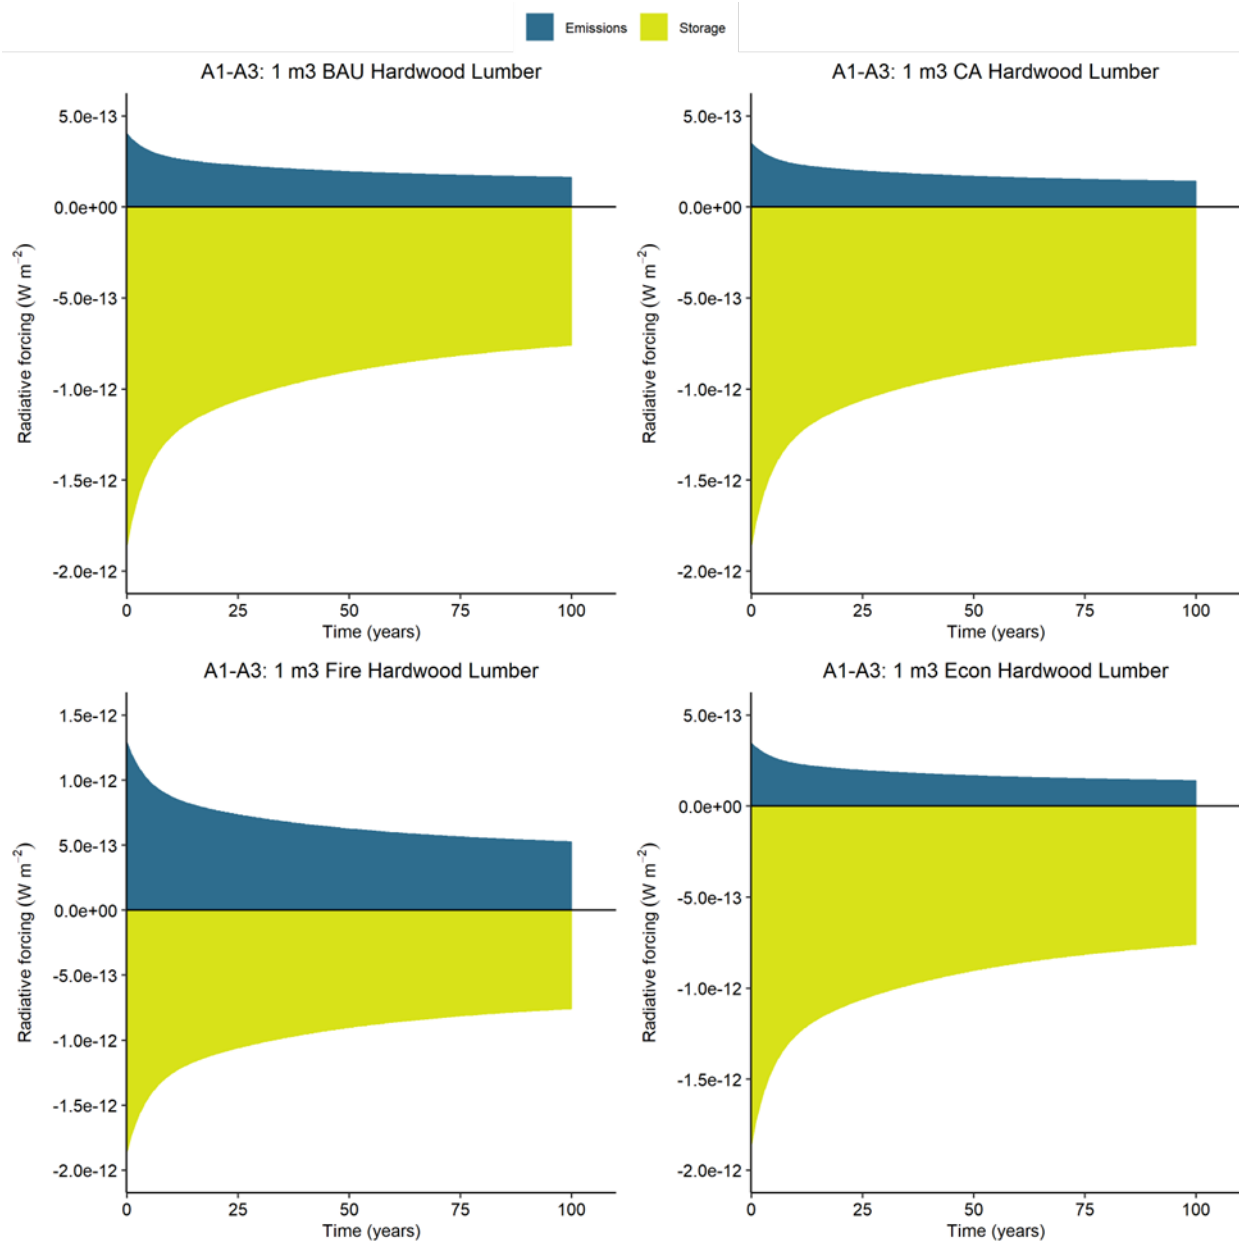 Emissions Storage
A1-A3: 1 m3 BAU Hardwood Lumber
5.0e-13
0.0e+00
-5.0e-13
-1.0e-12
-1.5e-12
-2.0e-12
Radiative forcing (W m⁻²)
0 25 50 75 100
Time (years)
A1-A3: 1 m3 CA Hardwood Lumber
5.0e-13
0.0e+00
-5.0e-13
-1.0e-12
-1.5e-12
-2.0e-12
Radiative forcing (W m⁻²)
0 25 50 75 100
Time (years)
A1-A3: 1 m3 Fire Hardwood Lumber
1.5e-12
1.0e-12
5.0e-13
0.0e+00
-5.0e-13
-1.0e-12
-1.5e-12
-2.0e-12
Radiative forcing (W m⁻²)
0 25 50 75 100
Time (years)
A1-A3: 1 m3 Econ Hardwood Lumber
5.0e-13
0.0e+00
-5.0e-13
-1.0e-12
-1.5e-12
-2.0e-12
Radiative forcing (W m⁻²)
0 25 50 75 100
Time (years)